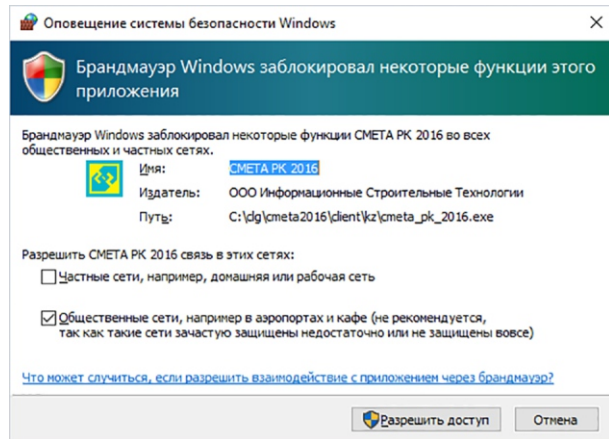 Оповещение системы безопасности Windows
Брандмауэр Windows заблокировал некоторые функции этого
приложения
Брандмауэр Windows заблокировал некоторые функции СМЕТА РК 2016 во всех
общественных и частных сетях.
Имя: СМЕТА РК 2016
Издатель: ООО Информационные Строительные Технологии
Путь: C:\clg\cmeta2016\client\kz\cmeta_pk_2016.exe
Разрешить СМЕТА РК 2016 связь в этих сетях:
Частные сети, например, домашняя или рабочая сеть
Общественные сети, например в аэропортах и кафе (не рекомендуется,
так как такие сети зачастую защищены недостаточно или не защищены вовсе)
Что может случиться, если разрешить взаимодействие с приложением через брандмауэр?
Разрешить доступ Отмена